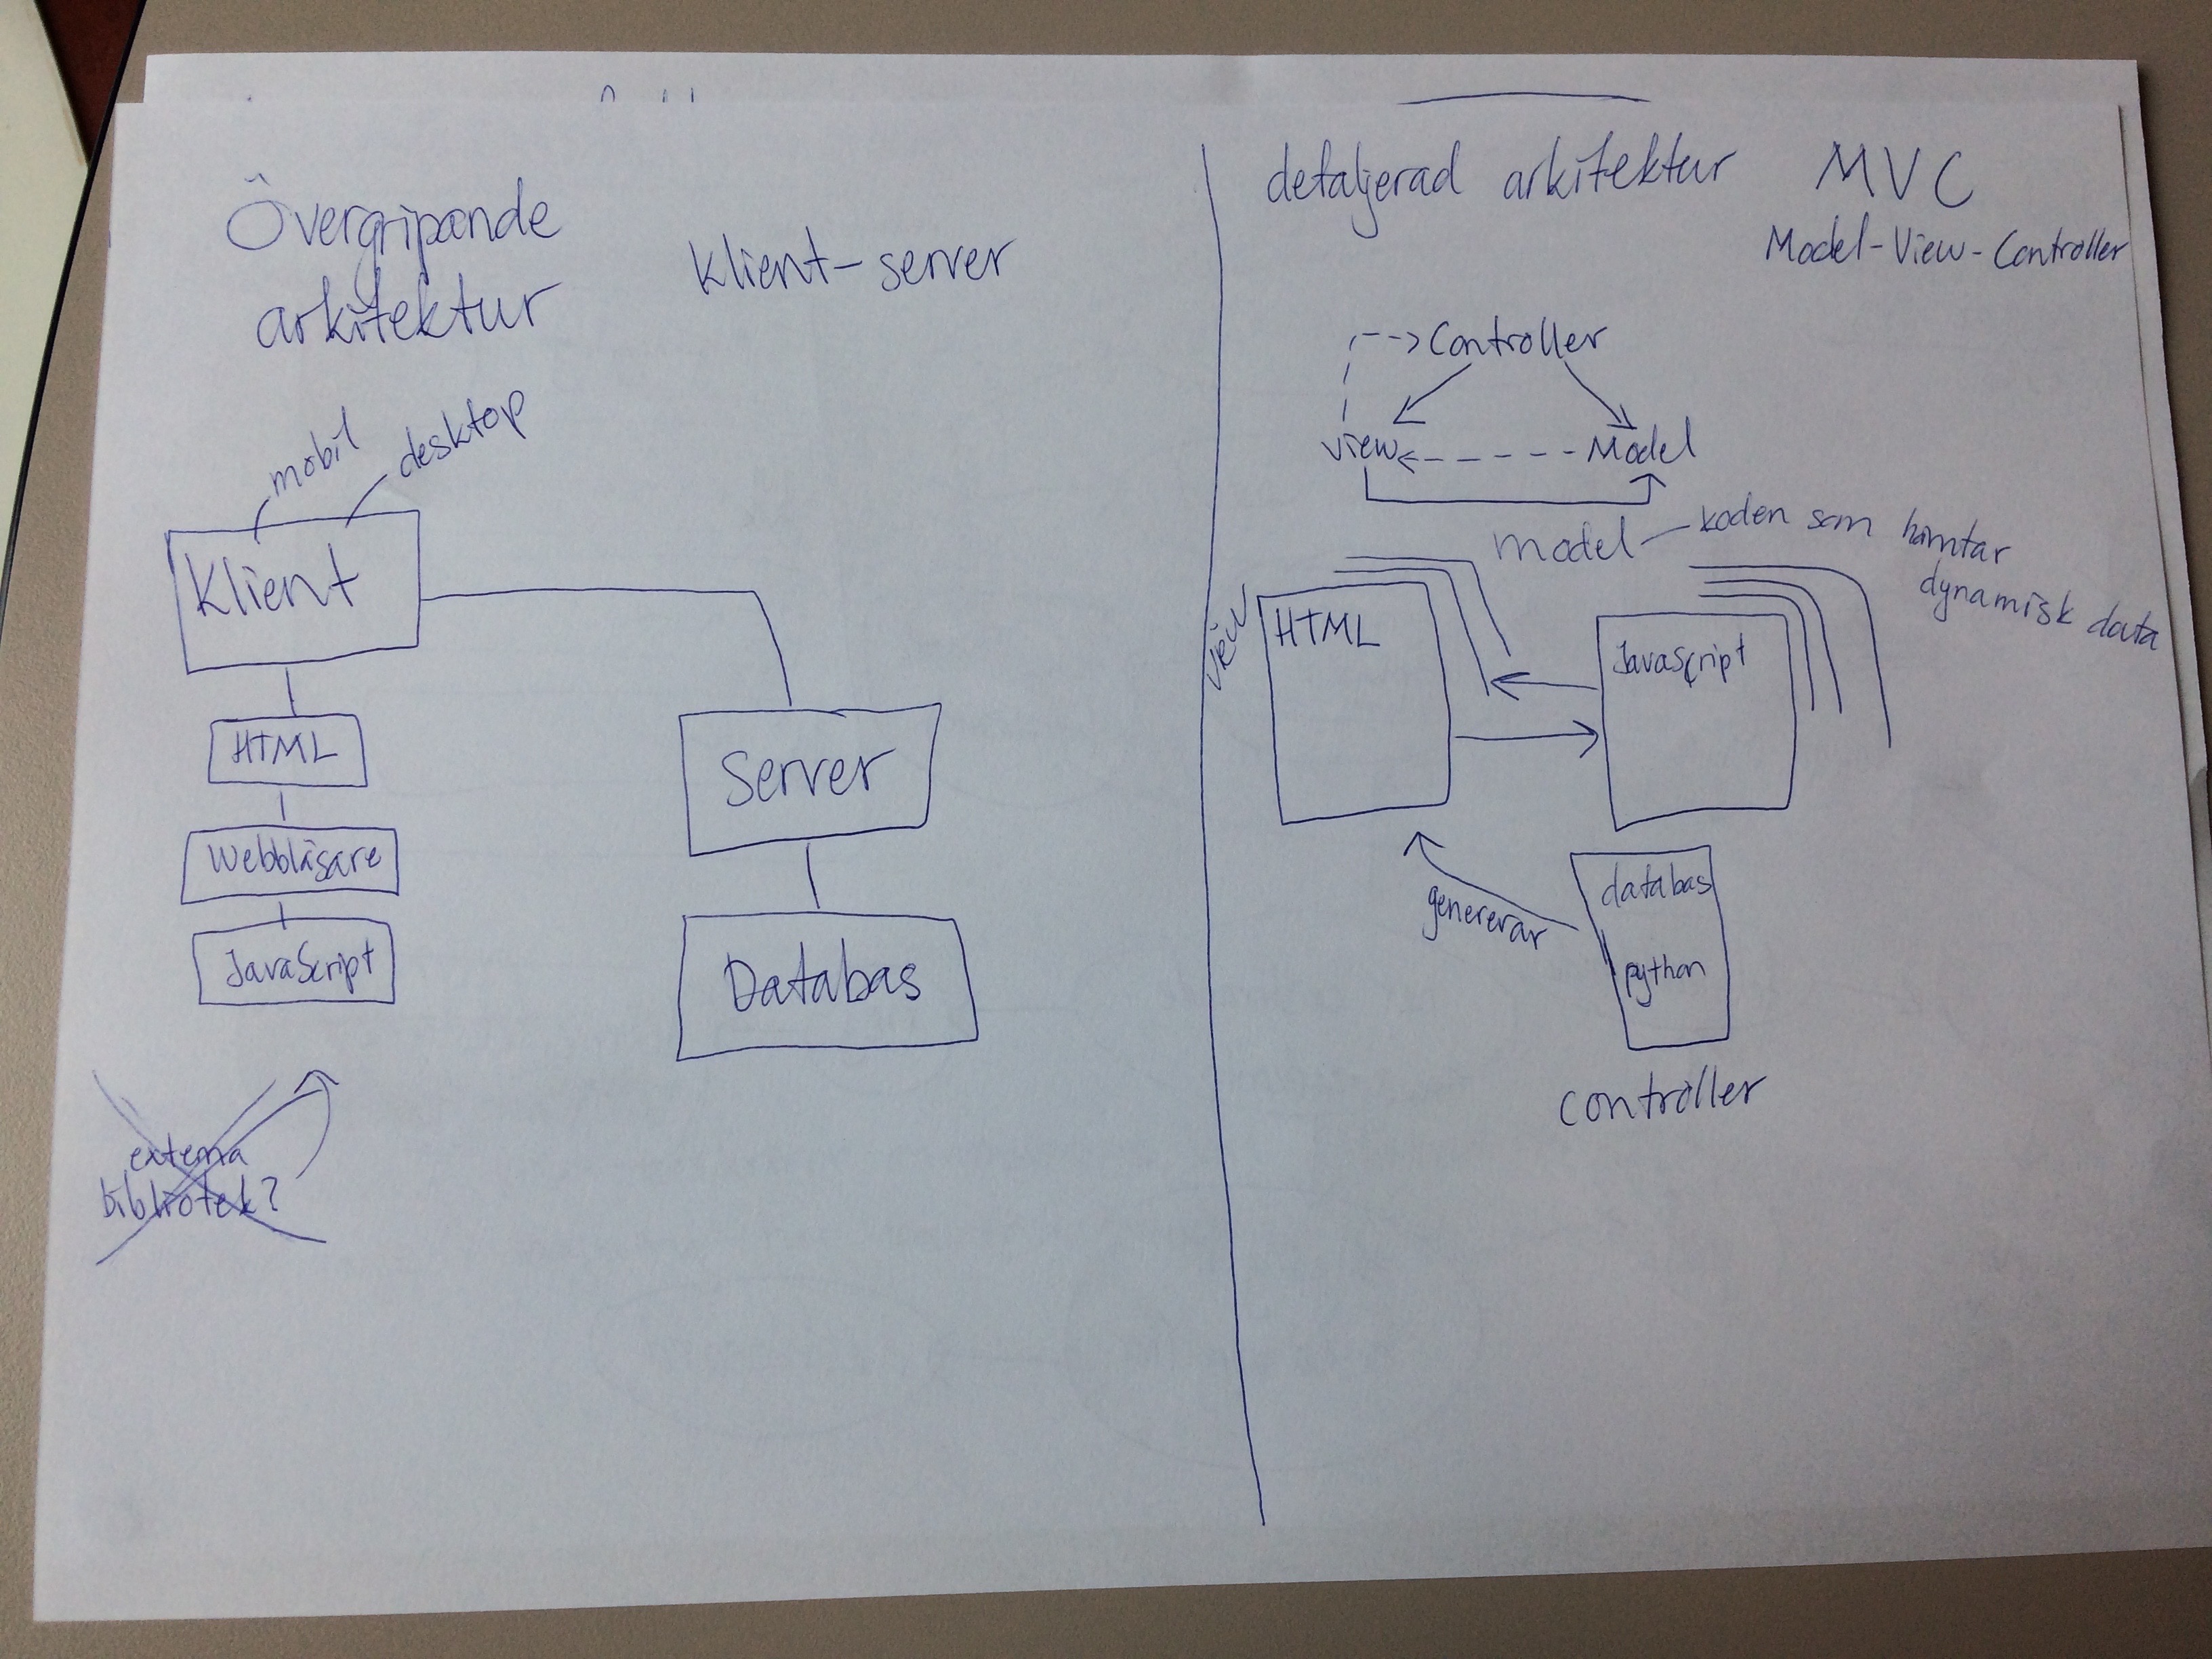 Övergripande
arkitektur
Klient-server
mobil
desktop
Klient
HTML
Webbläsare
JavaScript
Server
Databas
externa
bibliotek?
detaljerad arkitektur MVC
Model-View-Controller
Controller
view
Model
model
koden som hämtar
dynamisk data
view
HTML
JavaScript
genererar
databas
python
controller